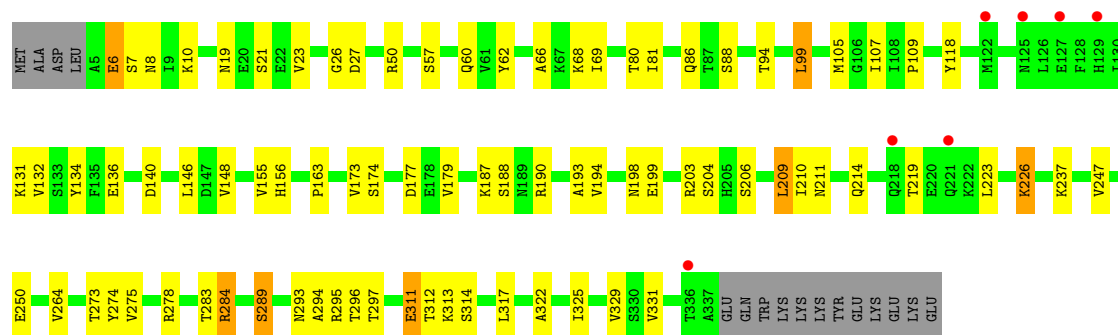 MET ALA ASP LEU A5 E6 S7 N8 I9 K10 N19 E20 S21 E22 V23 G26 D27 R50 S57 Q60 V61 Y62 A66 K67 K68 I69 T80 I81 Q86 T87 S88 T94 L99 M105 G106 I107 I108 P109 Y118 M122 N125 L126 E127 F128 H129 I130
K131 V132 S133 Y134 F135 E136 D140 L146 D147 V148 V155 H156 P163 V173 S174 D177 E178 V179 K187 S188 N189 R190 A193 V194 N198 E199 R203 S204 H205 S206 L209 I210 N211 Q214 Q218 T219 E220 Q221 K222 L223 K226 K237 V247
E250 V264 T273 Y274 V275 R278 T283 R284 S289 N293 A294 R295 T296 T297 E311 T312 K313 S314 L317 A322 I325 V329 S330 V331 T336 A337 GLU GLN TRP LYS LYS LYS TYR GLU LYS GLU LYS GLU